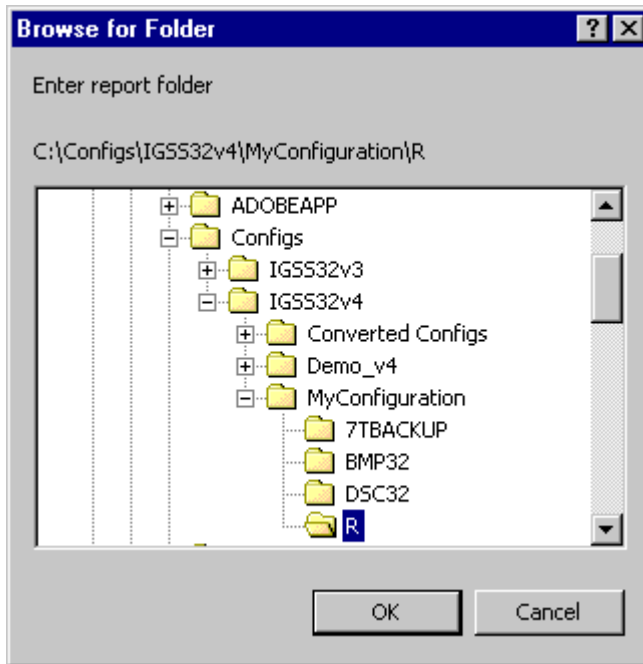 Browse for Folder
Enter report folder
C:\Configs\IGSS32v4\MyConfiguration\R
ADOBEAPP
Configs
IGSS32v3
IGSS32v4
Converted Configs
Demo_v4
MyConfiguration
7TBACKUP
BMP32
DSC32
R
OK Cancel